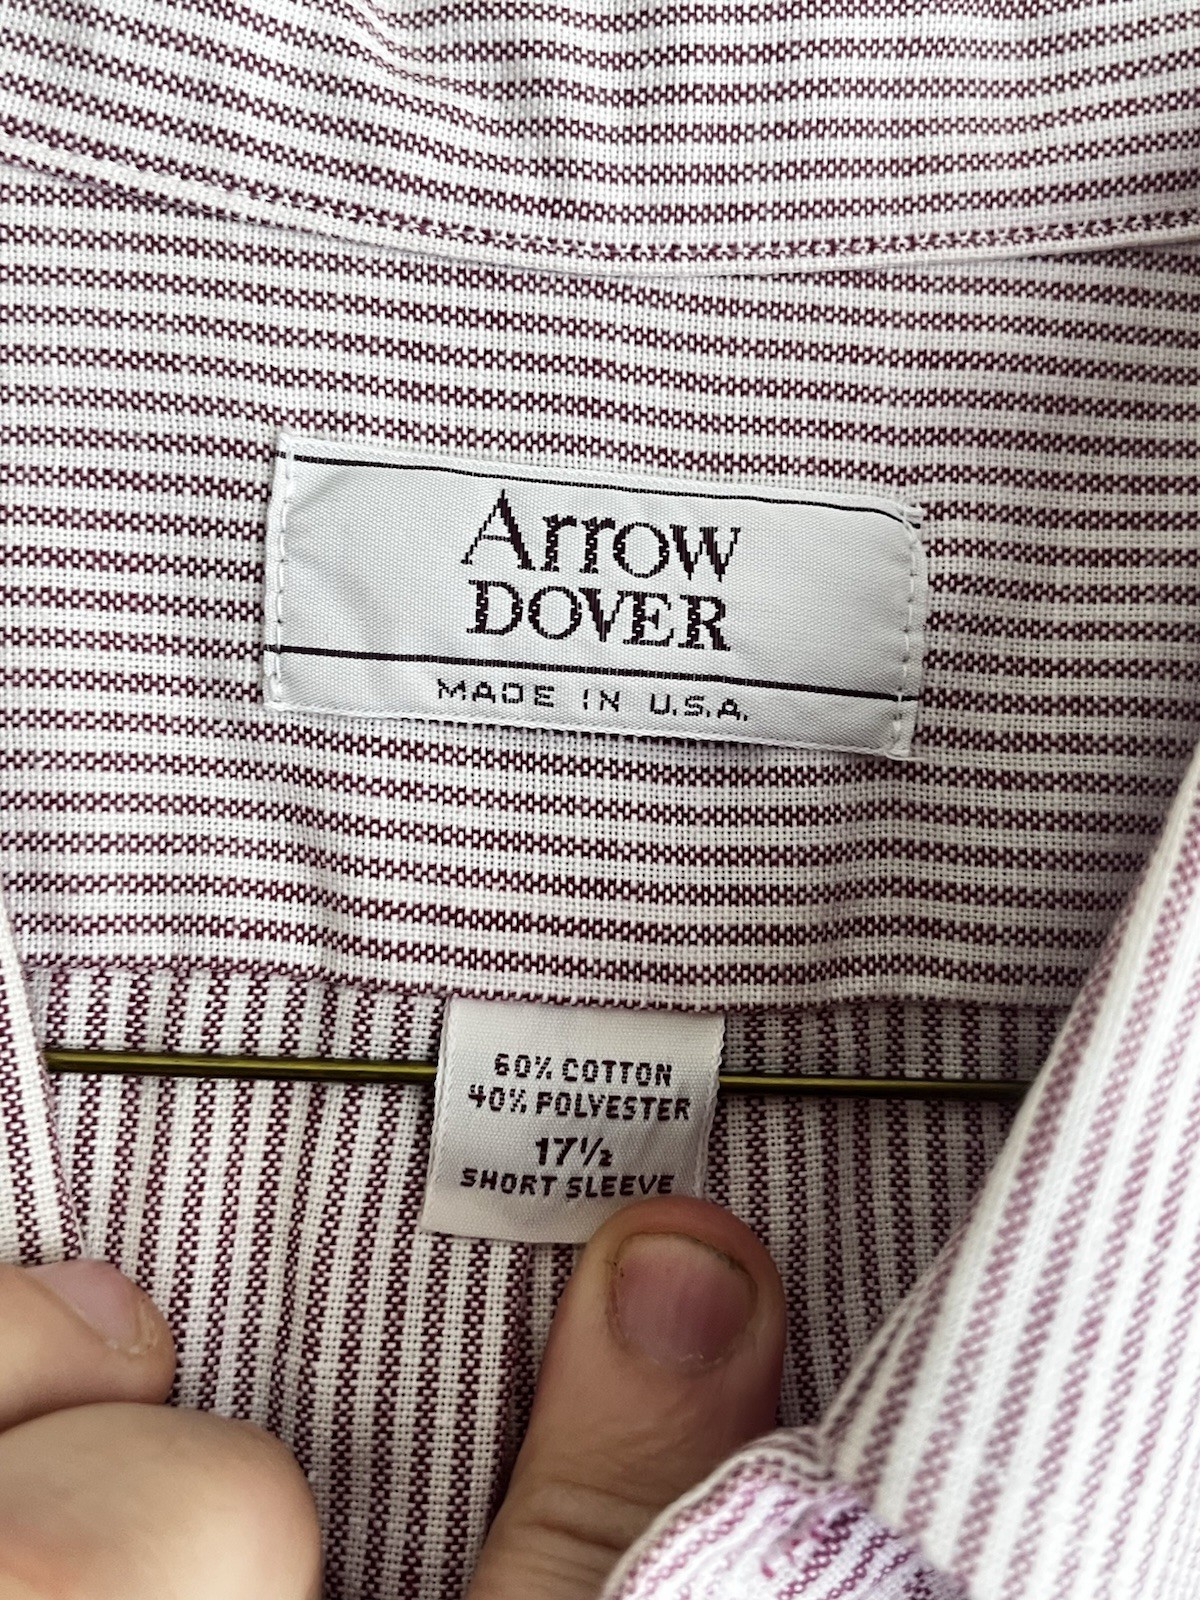 Arrow
DOVER
MADE IN U.S.A.
60% COTTON
40% POLYESTER
17½
SHORT SLEEVE